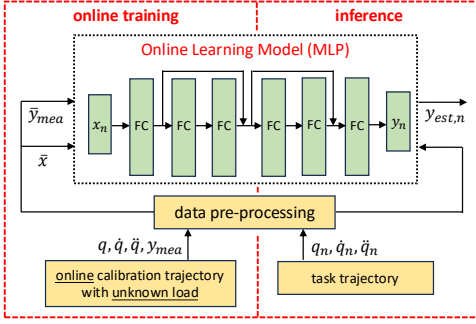 online training
inference
Online Learning Model (MLP)
ȳ_mea
x̄
x_n
FC
FC
FC
FC
FC
FC
y_n
y_est,n
data pre-processing
q, q̇, q̈, y_mea
q_n, q̇_n, q̈_n
online calibration trajectory
with unknown load
task trajectory